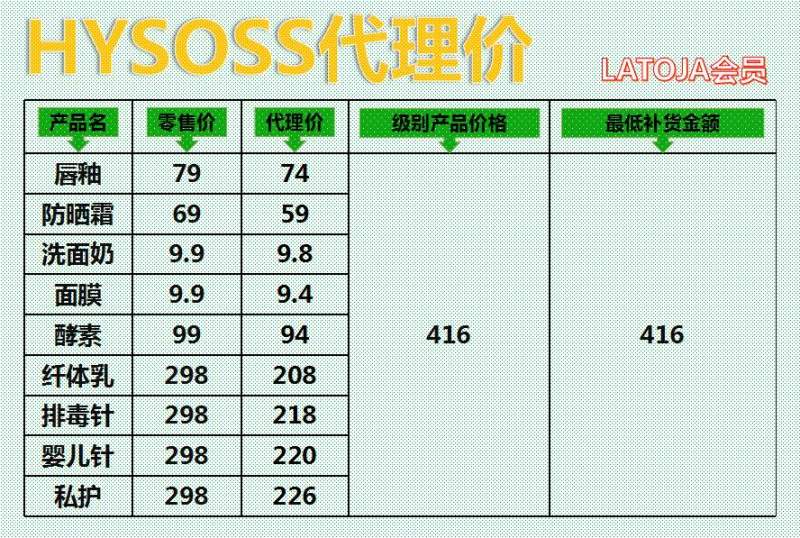 HYSOSS代理价
LATOJA会员
产品名 零售价 代理价 级别产品价格 最低补货金额
唇釉 79 74
防晒霜 69 59
洗面奶 9.9 9.8
面膜 9.9 9.4
酵素 99 94 416 416
纤体乳 298 208
排毒针 298 218
婴儿针 298 220
私护 298 226